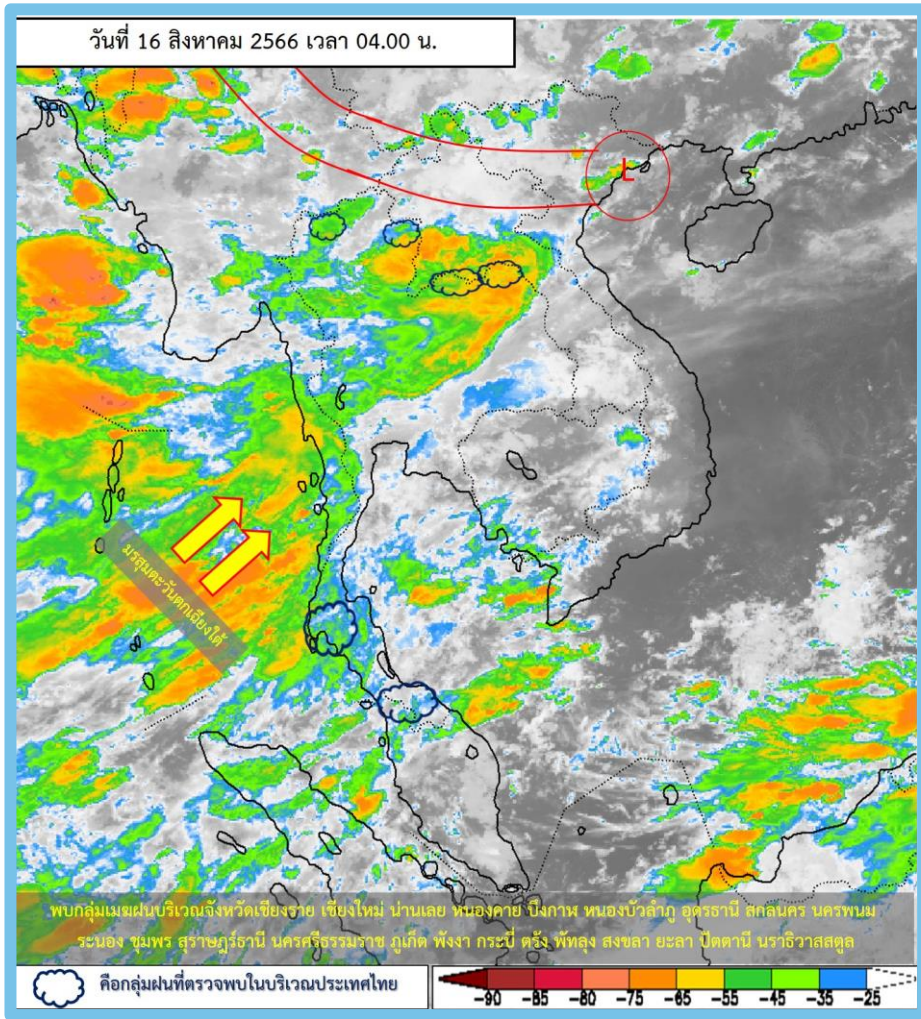 วันที่ 16 สิงหาคม 2566 เวลา 04.00 น.
L
มรสุมตะวันตกเฉียงใต้
พบกลุ่มเมฆฝนบริเวณจังหวัดเชียงราย เชียงใหม่ น่านเลย หนองคาย บึงกาฬ หนองบัวลำภู อุดรธานี สกลนคร นครพนม
ระนอง ชุมพร สุราษฎร์ธานี นครศรีธรรมราช ภูเก็ต พังงา กระบี่ ตรัง พัทลุง สงขลา ยะลา ปัตตานี นราธิวาสสตูล
คือกลุ่มฝนที่ตรวจพบในบริเวณประเทศไทย
-90 -85 -80 -75 -65 -55 -45 -35 -25